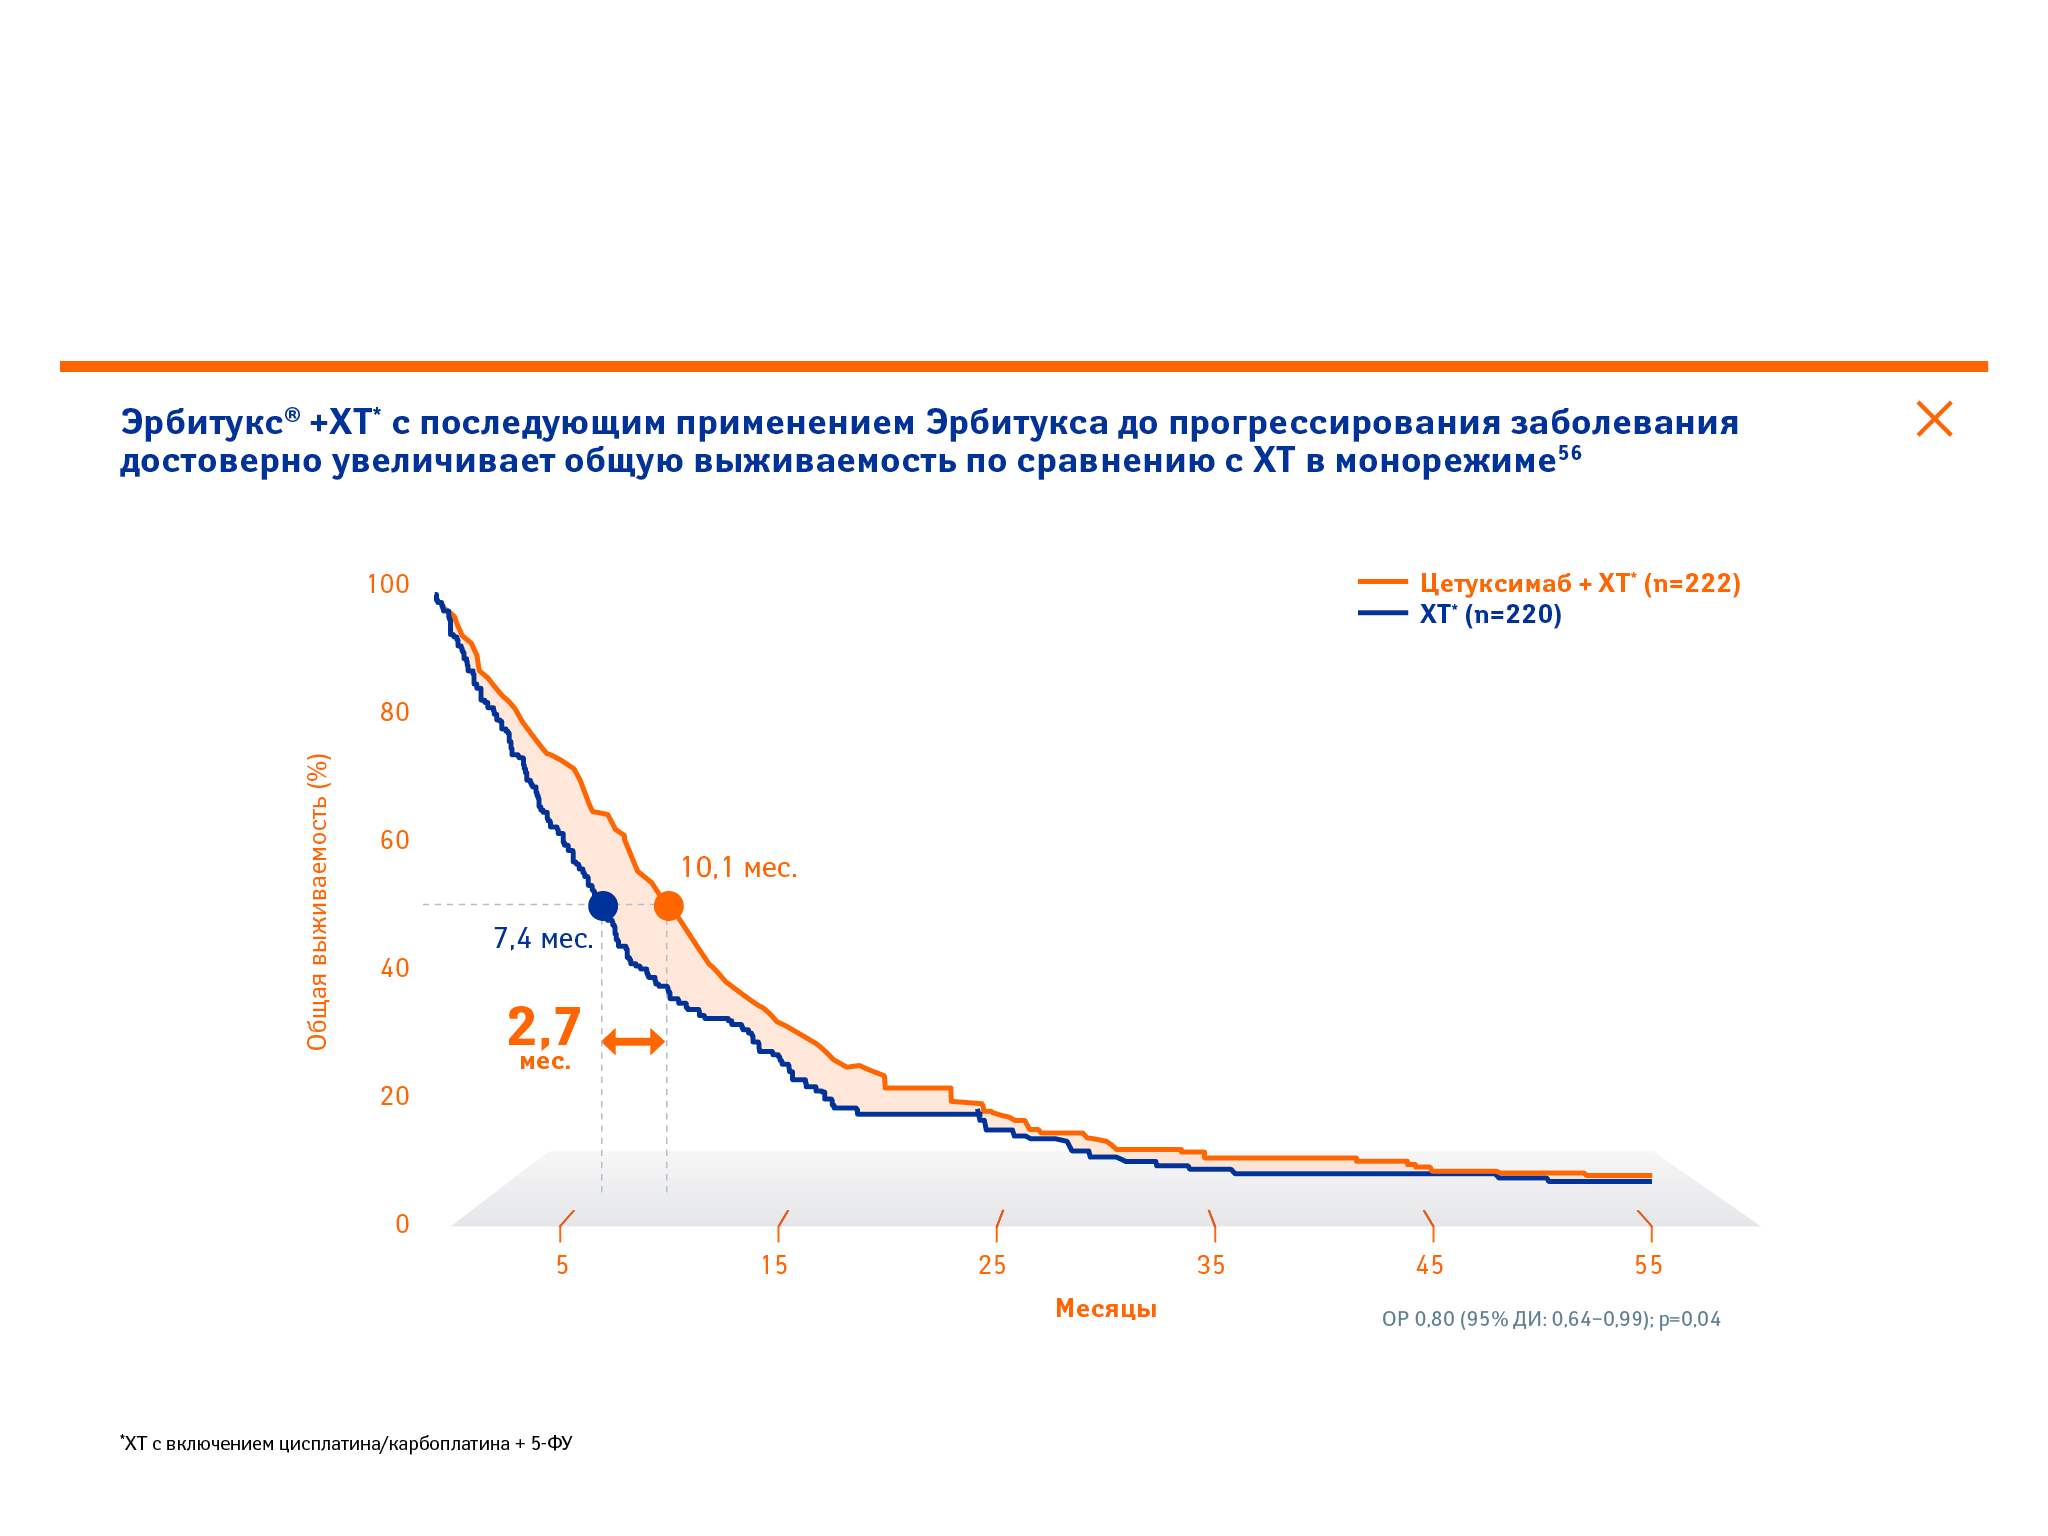 Эрбитукс® +ХТ* с последующим применением Эрбитукса до прогрессирования заболевания
достоверно увеличивает общую выживаемость по сравнению с ХТ в монорежиме⁵⁶
Цетуксимаб + ХТ* (n=222)
ХТ* (n=220)
Общая выживаемость (%)
100
80
60
40
20
0
10,1 мес.
7,4 мес.
2,7
мес.
5 15 25 35 45 55
Месяцы
ОР 0,80 (95% ДИ: 0,64–0,99); p=0,04
*ХТ с включением цисплатина/карбоплатина + 5-ФУ